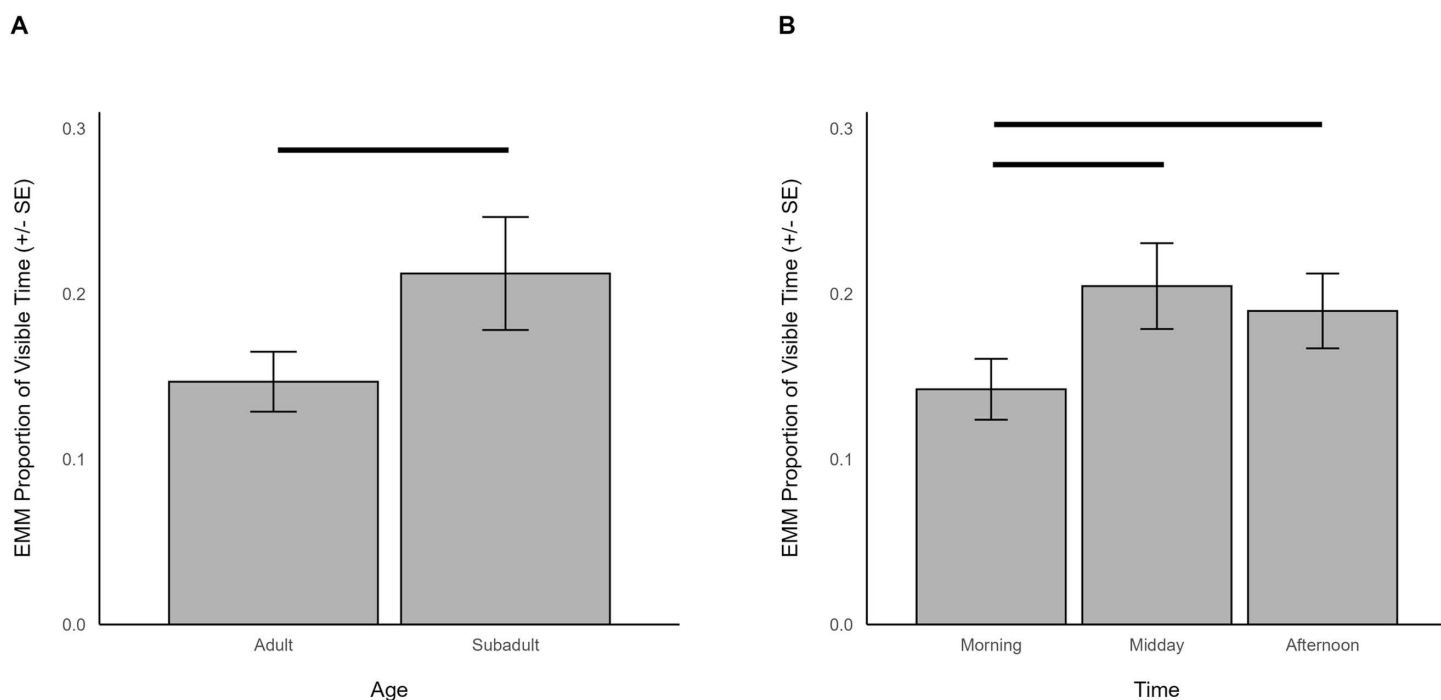 A
EMM Proportion of Visible Time (+/- SE)
0.3
0.2
0.1
0.0
Adult Subadult
Age
B
EMM Proportion of Visible Time (+/- SE)
0.3
0.2
0.1
0.0
Morning Midday Afternoon
Time